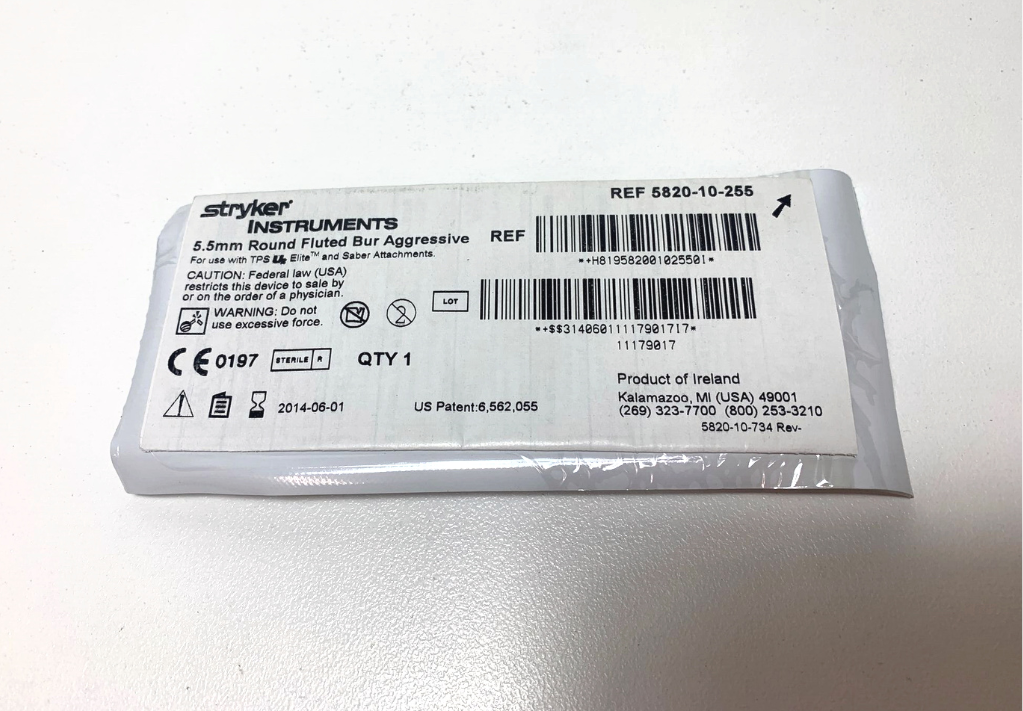 stryker
INSTRUMENTS
5.5mm Round Fluted Bur Aggressive
For use with TPS Elite™ and Saber Attachments.
CAUTION: Federal law (USA)
restricts this device to sale by
or on the order of a physician.
WARNING: Do not
use excessive force.
2
LOT
CE 0197
STERILE R
QTY 1
2014-06-01
US Patent:6,562,055
REF 5820-10-255
REF
*+H819582001025501*
*+$$31406011117901717*
11179017
Product of Ireland
Kalamazoo, MI (USA) 49001
(269) 323-7700 (800) 253-3210
5820-10-734 Rev-